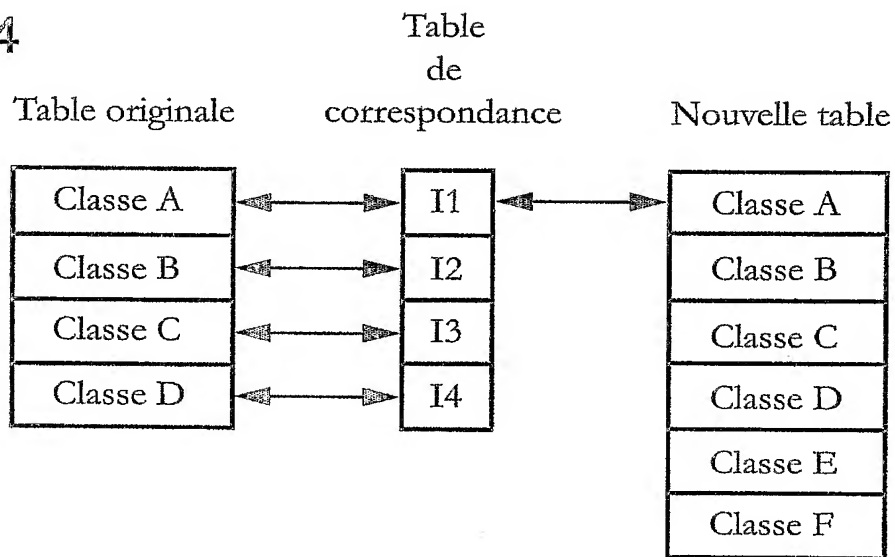 4
Table
de
correspondance
Table originale
Nouvelle table
Classe A
I1
Classe A
Classe B
I2
Classe B
Classe C
I3
Classe C
Classe D
I4
Classe D
Classe E
Classe F